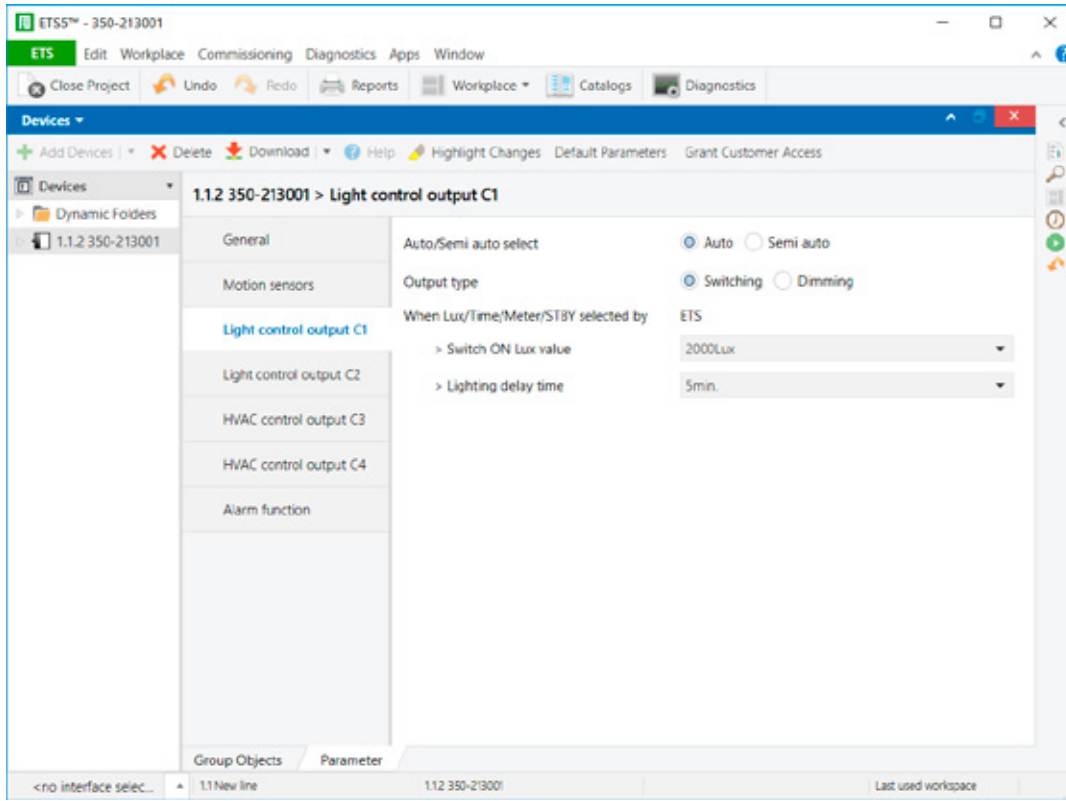 ETS5™ - 350-213001
ETS Edit Workplace Commissioning Diagnostics Apps Window
Close Project Undo Redo Reports Workplace Catalogs Diagnostics
Devices
Add Devices Delete Download Help Highlight Changes Default Parameters Grant Customer Access
Devices
Dynamic Folders
1.1.2 350-213001
1.1.2 350-213001 > Light control output C1
General
Motion sensors
Light control output C1
Light control output C2
HVAC control output C3
HVAC control output C4
Alarm function
Auto/Semi auto select Auto Semi auto
Output type Switching Dimming
When Lux/Time/Meter/STBY selected by ETS
> Switch ON Lux value 2000Lux
> Lighting delay time 5min.
Group Objects Parameter
<no interface selec... 1.1 New line 1.1.2 350-213001 Last used workspace